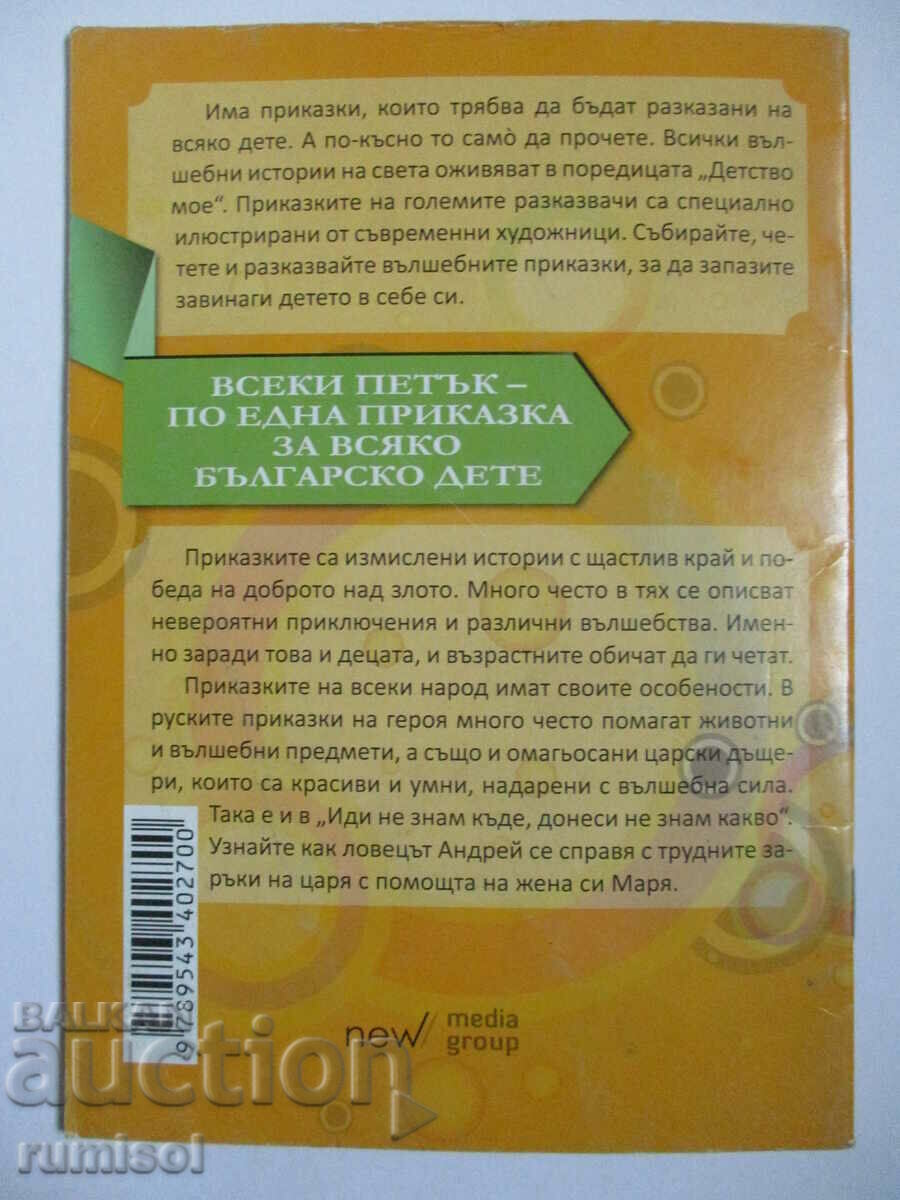 Има приказки, които трябва да бъдат разказани на
всяко дете. А по-късно то самò да прочете. Всички въл-
шебни истории на света оживяват в поредицата „Детство
мое“. Приказките на големите разказвачи са специално
илюстрирани от съвременни художници. Събирайте, че-
тете и разказвайте вълшебните приказки, за да запазите
завинаги детето в себе си.
ВСЕКИ ПЕТЪК –
ПО ЕДНА ПРИКАЗКА
ЗА ВСЯКО
БЪЛГАРСКО ДЕТЕ
Приказките са измислени истории с щастлив край и по-
беда на доброто над злото. Много често в тях се описват
невероятни приключения и различни вълшебства. Имен-
но заради това и децата, и възрастните обичат да ги четат.
Приказките на всеки народ имат своите особености. В
руските приказки на героя много често помагат животни
и вълшебни предмети, а също и омагьосани царски дъще-
ри, които са красиви и умни, надарени с вълшебна сила.
Така е и в „Иди не знам къде, донеси не знам какво“.
Узнайте как ловецът Андрей се справя с трудните за-
ръки на царя с помощта на жена си Маря.
9 789543 402700
new media
group
BALKAN
auction
rumisol